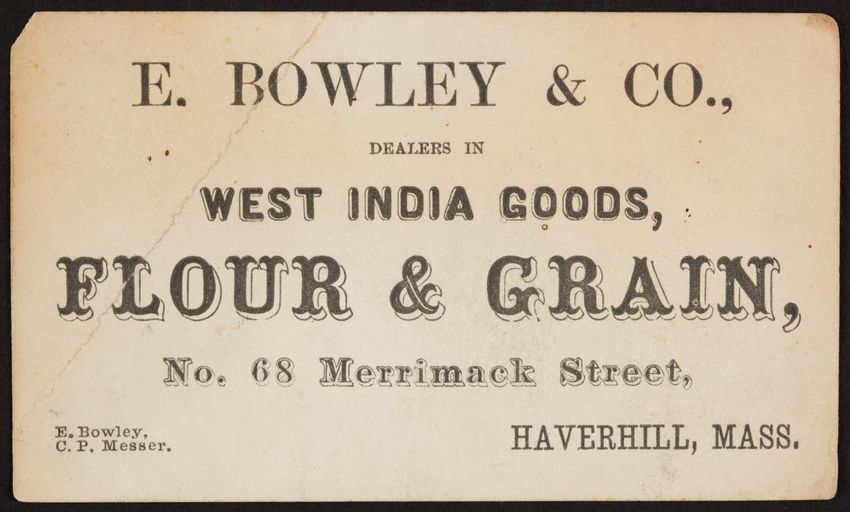 E. BOWLEY & CO.,
DEALERS IN
WEST INDIA GOODS,
FLOUR & GRAIN,
No. 68 Merrimack Street,
E. Bowley,
C. P. Messer.
HAVERHILL, MASS.